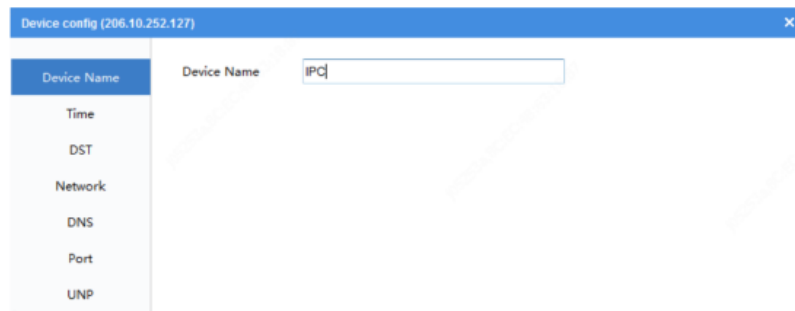 Device config (206.10.252.127)
Device Name
Time
DST
Network
DNS
Port
UNP
Device Name IPC